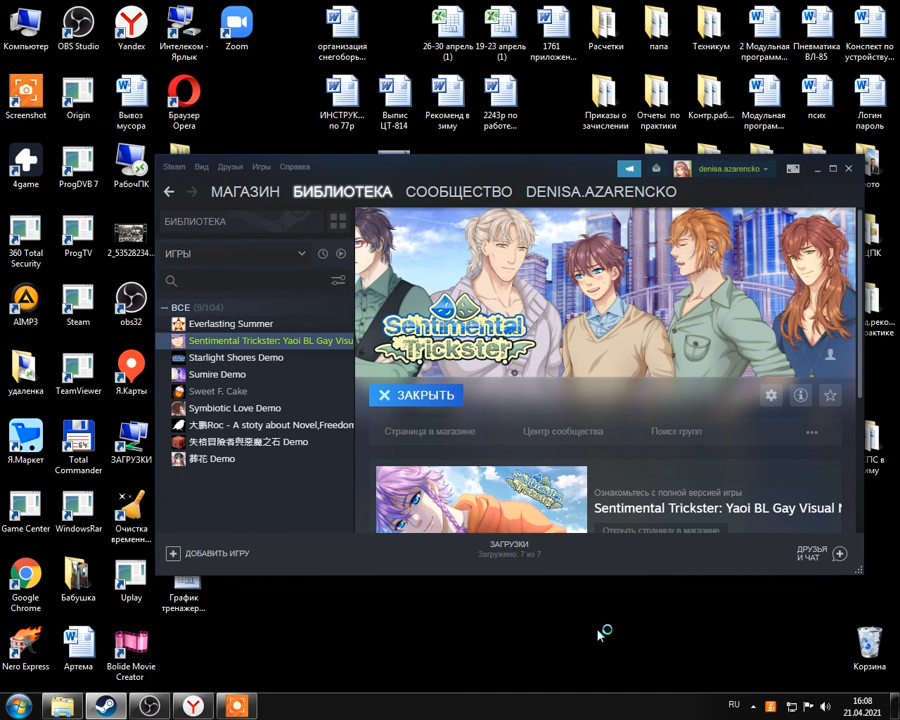 Компьютер
OBS Studio
Yandex
Интелеком -
Ярлык
Zoom
организация
снегоборь...
26-30 апрель
(1)
19-23 апрель
(1)
1761
приложен...
Расчетки
папа
Техникум
2 Модульная
програм...
Пневматика
ВЛ-85
Конспект по
устройству...
Screenshot
Origin
Вывоз
мусора
Браузер
Opera
ИНСТРУК...
по 77р
Выпис
ЦТ-814
Рекоменд в
зиму
2243р по
работе...
Приказы о
зачислении
Отчеты по
практики
Контр.раб...
Модульная
програм...
псих
Логин
пароль
4game
ProgDVB 7
РабочПК
360 Total
Security
ProgTV
2_53528234...
AIMP3
Steam
obs32
удаленка
TeamViewer
Я.Карты
Я.Маркет
Total
Commander
ЗАГРУЗКИ
Game Center
WindowsRar
Очистка
временн...
Google
Chrome
Бабушка
Uplay
График
тренажер...
Nero Express
Артема
Bolide Movie
Creator
Корзина
Steam Вид Друзья Игры Справка
denisa.azarencko
МАГАЗИН БИБЛИОТЕКА СООБЩЕСТВО DENISA.AZARENCKO
БИБЛИОТЕКА
ИГРЫ
— ВСЕ (9/104)
Everlasting Summer
Sentimental Trickster: Yaoi BL Gay Visu
Starlight Shores Demo
Sumire Demo
Sweet F. Cake
Symbiotic Love Demo
大鹏Roc - A stoty about Novel,Freedom
失格冒險者與惡魔之石 Demo
葬花 Demo
Sentimental
Trickster
ЗАКРЫТЬ
Страница в магазине
Центр сообщества
Поиск групп
Sentimental
Trickster
Ознакомьтесь с полной версией игры
Sentimental Trickster: Yaoi BL Gay Visual
Открыть страницу в магазине
ДОБАВИТЬ ИГРУ
ЗАГРУЗКИ
Загружено: 7 из 7
ДРУЗЬЯ
И ЧАТ
RU
16:08
21.04.2021